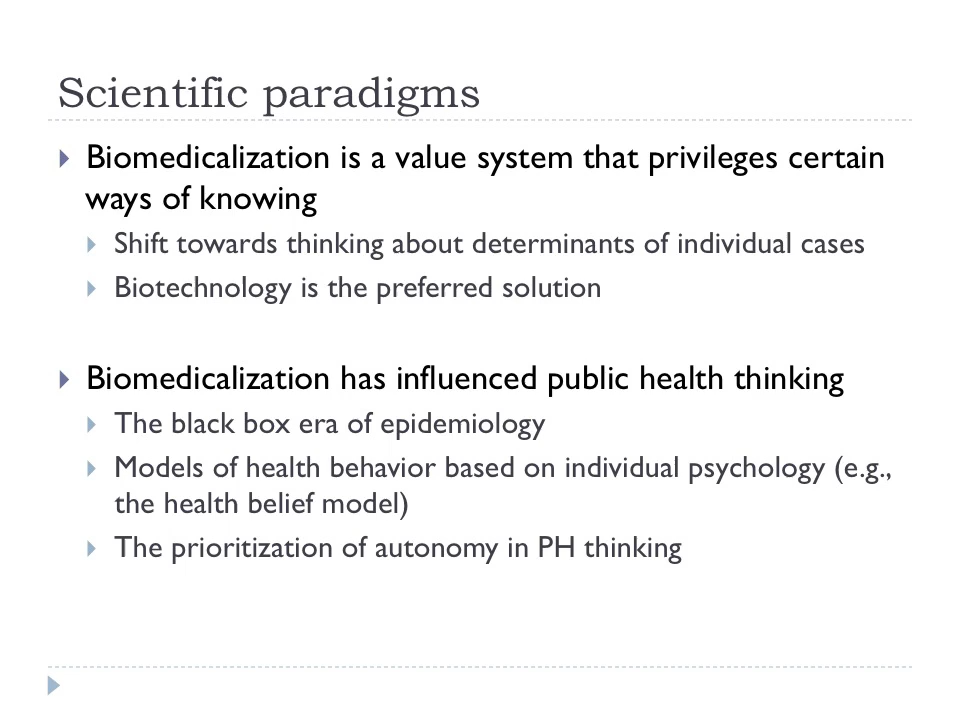 Scientific paradigms
Biomedicalization is a value system that privileges certain
ways of knowing
Shift towards thinking about determinants of individual cases
Biotechnology is the preferred solution
Biomedicalization has influenced public health thinking
The black box era of epidemiology
Models of health behavior based on individual psychology (e.g.,
the health belief model)
The prioritization of autonomy in PH thinking